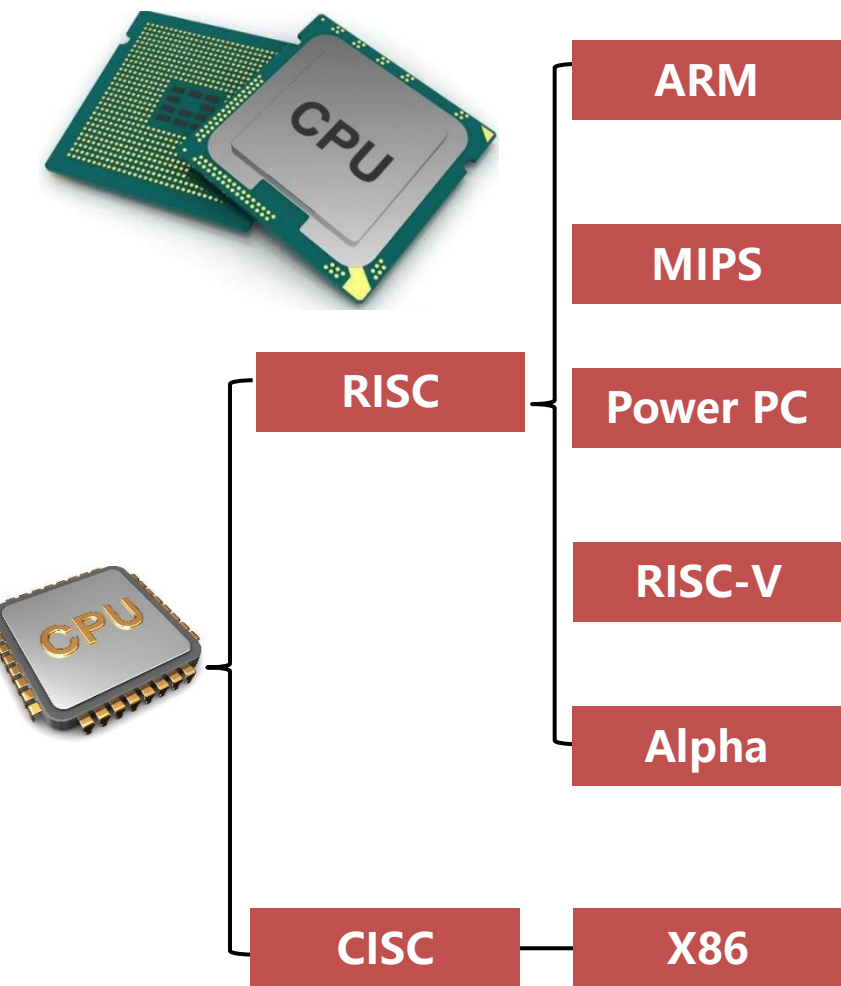 CPU
ARM
MIPS
RISC
Power PC
RISC-V
CPU
Alpha
CISC
X86